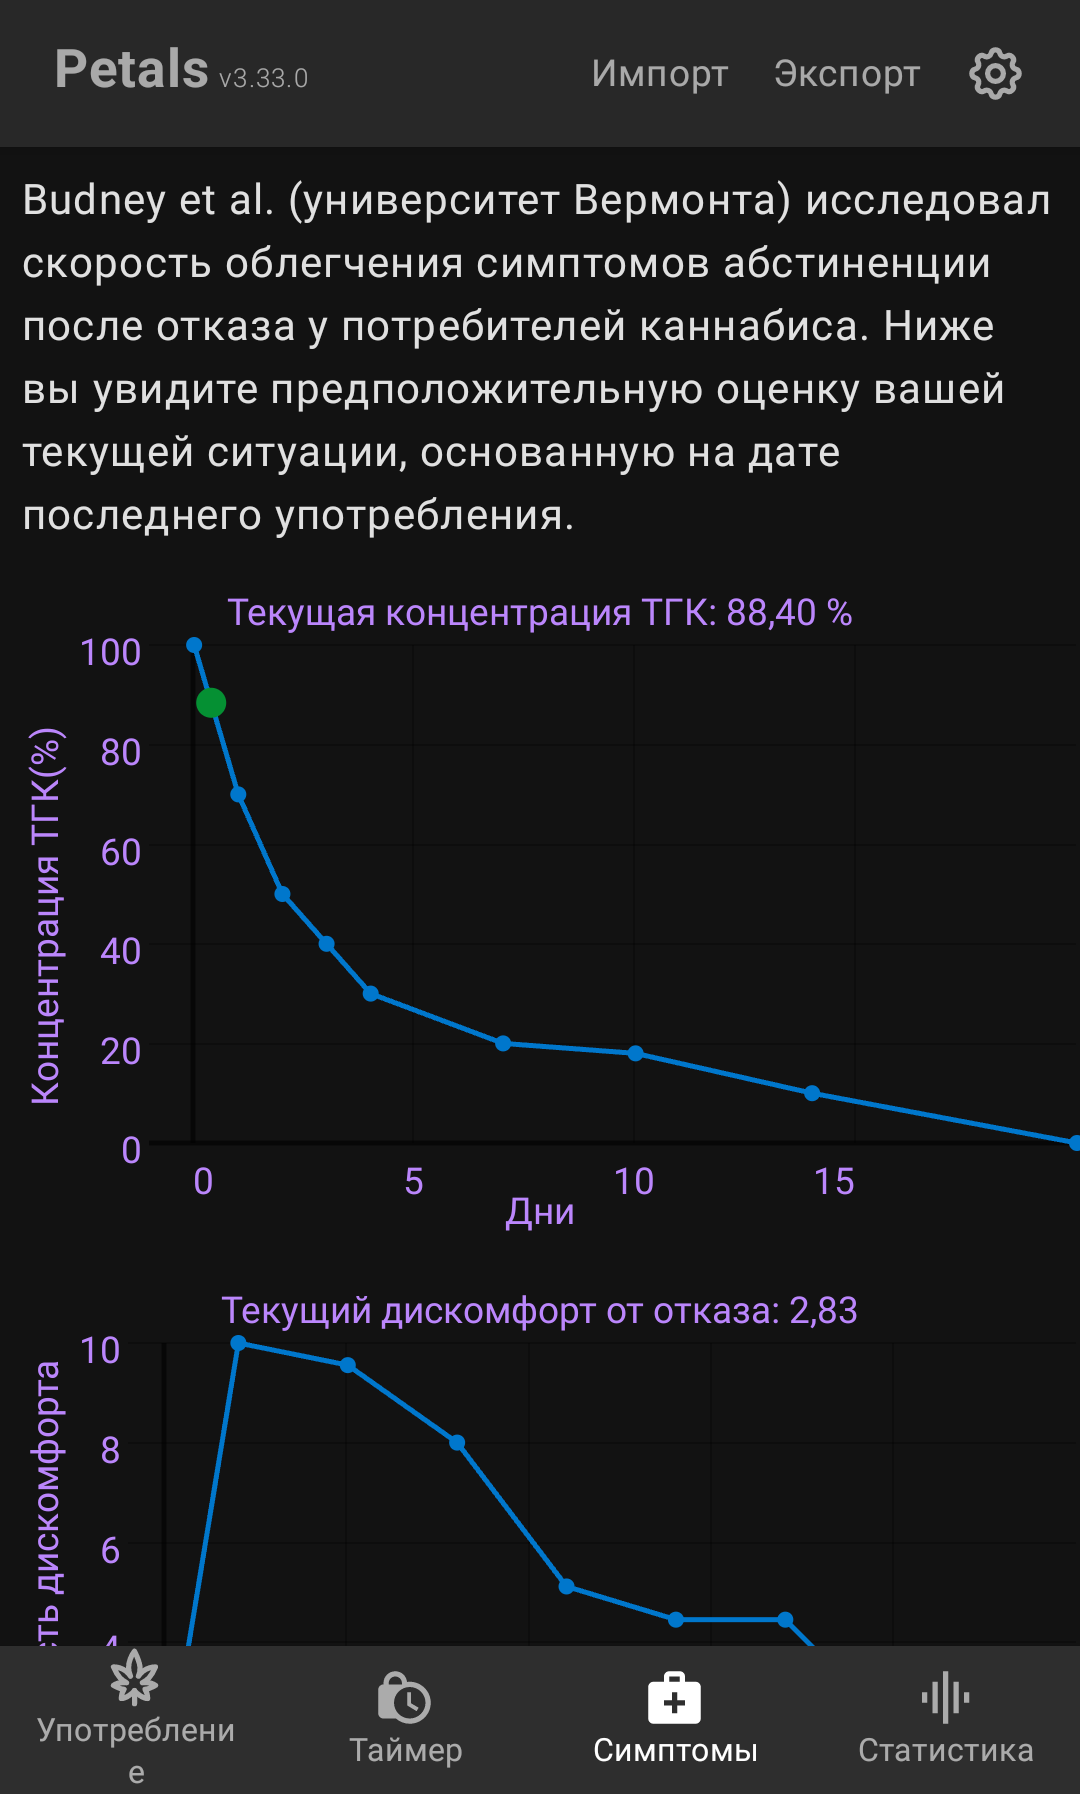 Petals v3.33.0
Импорт
Экспорт
Budney et al. (университет Вермонта) исследовал
скорость облегчения симптомов абстиненции
после отказа у потребителей каннабиса. Ниже
вы увидите предположительную оценку вашей
текущей ситуации, основанную на дате
последнего употребления.
Текущая концентрация ТГК: 88,40 %
Концентрация ТГК(%)
100
80
60
40
20
0
0 5 10 15
Дни
Текущий дискомфорт от отказа: 2,83
дискомфорта
10
8
6
4
Употреблени
е
Таймер
Симптомы
Статистика